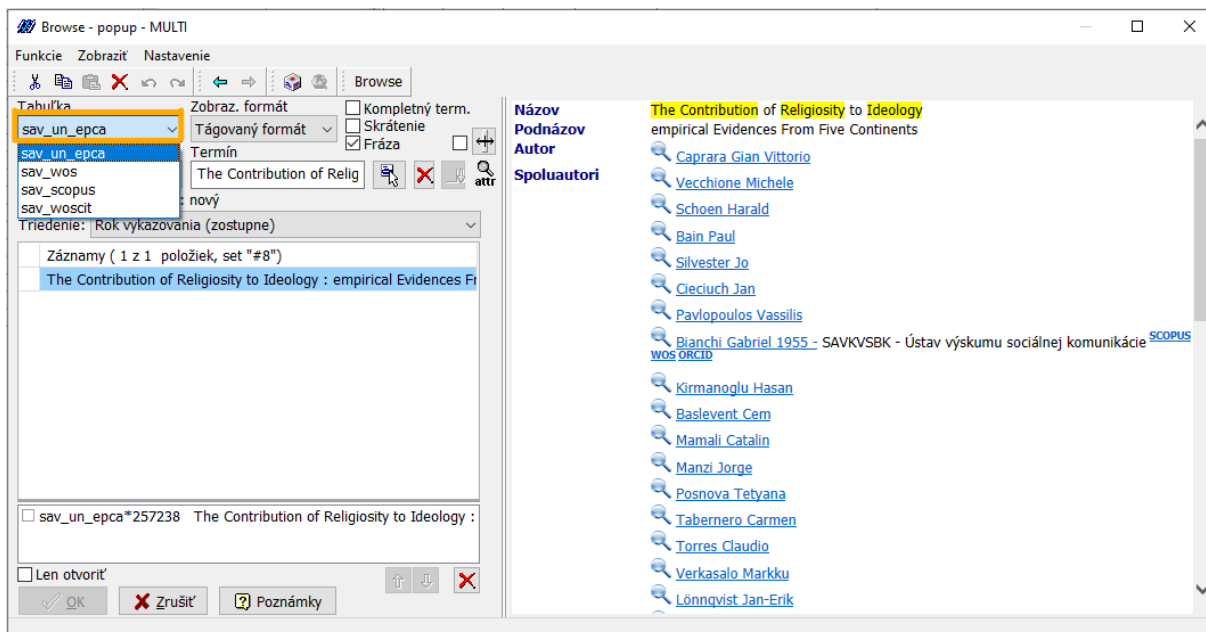 Browse - popup - MULTI
Funkcie Zobraziť Nastavenie
Browse
Tabuľka
Zobraz. formát
Kompletný term.
sav_un_epca
Tágovaný formát
Skrátenie
Fráza
sav_un_epca
sav_wos
sav_scopus
sav_woscit
Termín
The Contribution of Relig
attr
: nový
Triedenie: Rok vykazovania (zostupne)
Záznamy ( 1 z 1 položiek, set "#8")
The Contribution of Religiosity to Ideology : empirical Evidences Fr
sav_un_epca*257238 The Contribution of Religiosity to Ideology :
Len otvoriť
OK
Zrušiť
Poznámky
Názov The Contribution of Religiosity to Ideology
Podnázov empirical Evidences From Five Continents
Autor Caprara Gian Vittorio
Spoluautori Vecchione Michele
Schoen Harald
Bain Paul
Silvester Jo
Cieciuch Jan
Pavlopoulos Vassilis
Bianchi Gabriel 1955 - SAVKVSBK - Ústav výskumu sociálnej komunikácie SCOPUS
WOS ORCID
Kirmanoglu Hasan
Baslevent Cem
Mamali Catalin
Manzi Jorge
Posnova Tetyana
Tabernero Carmen
Torres Claudio
Verkasalo Markku
Lönnqvist Jan-Erik